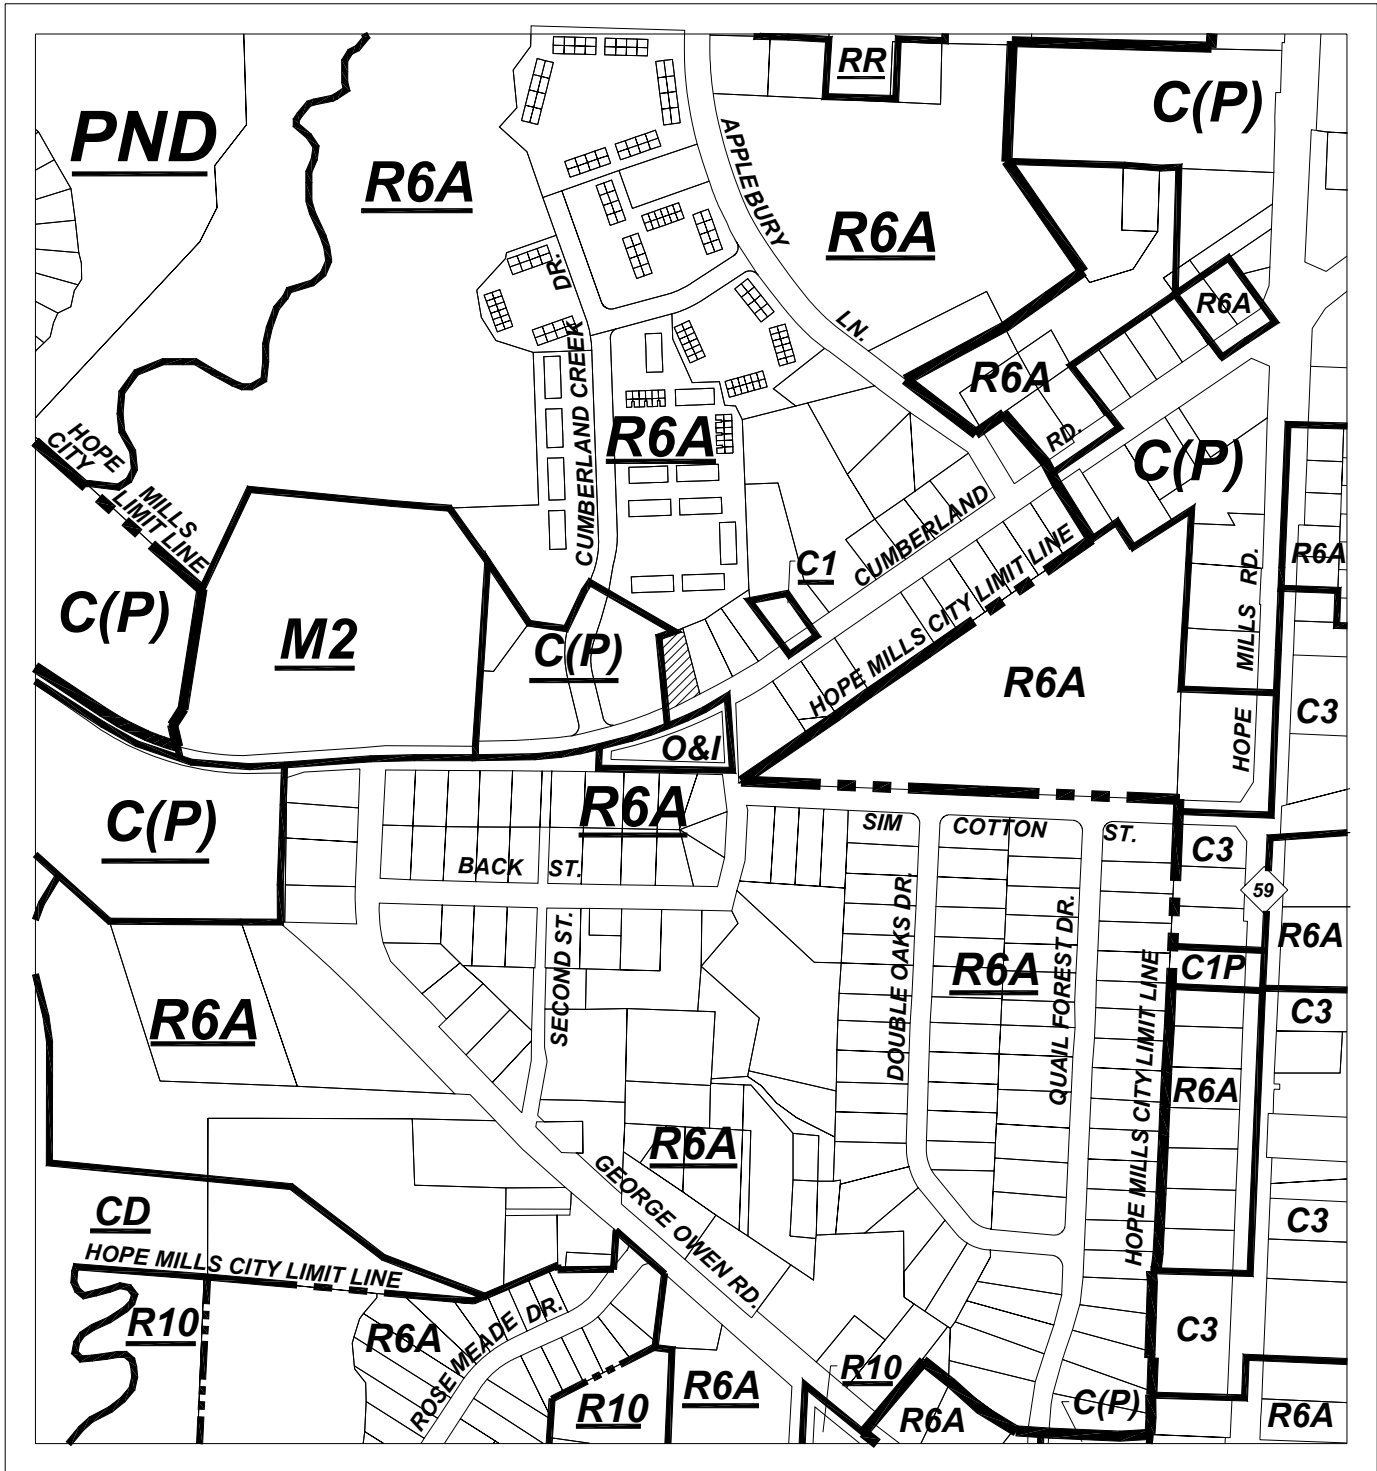 RR
C(P)
PND
R6A
APPLEBURY
LN.
R6A
CUMBERLAND CREEK
DR.
R6A
R6A
R6A
RD.
C(P)
HOPE
CITY
MILLS
LIMIT LINE
CUMBERLAND
R6A
C1
C(P)
M2
C(P)
HOPE MILLS CITY LIMIT LINE
R6A
HOPE
MILLS
RD.
C3
O&I
C(P)
R6A
SIM
COTTON
ST.
C3
BACK
ST.
59
DOUBLE OAKS DR.
QUAIL FOREST DR.
SECOND ST.
R6A
R6A
C1P
C3
HOPE MILLS CITY LIMIT LINE
R6A
R6A
R6A
GEORGE OWEN RD.
CD
C3
HOPE MILLS CITY LIMIT LINE
R10
R6A
ROSEMEADE DR.
C3
R10
R6A
R10
R6A
C(P)
R6A